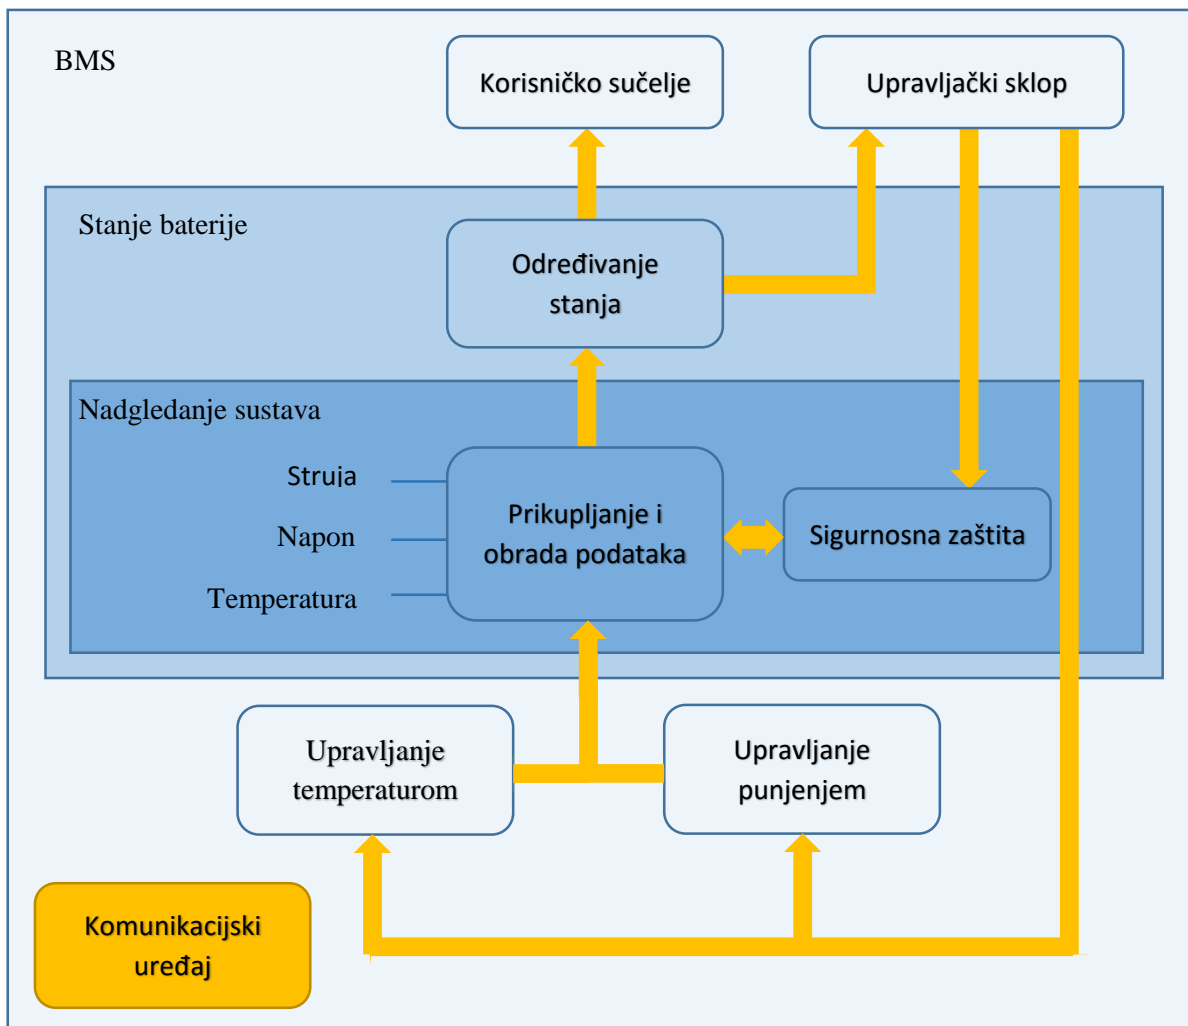 BMS
Korisničko sučelje
Upravljački sklop
Stanje baterije
Određivanje
stanja
Nadgledanje sustava
Struja
Napon
Temperatura
Prikupljanje i
obrada podataka
Sigurnosna zaštita
Upravljanje
temperaturom
Upravljanje
punjenjem
Komunikacijski
uređaj